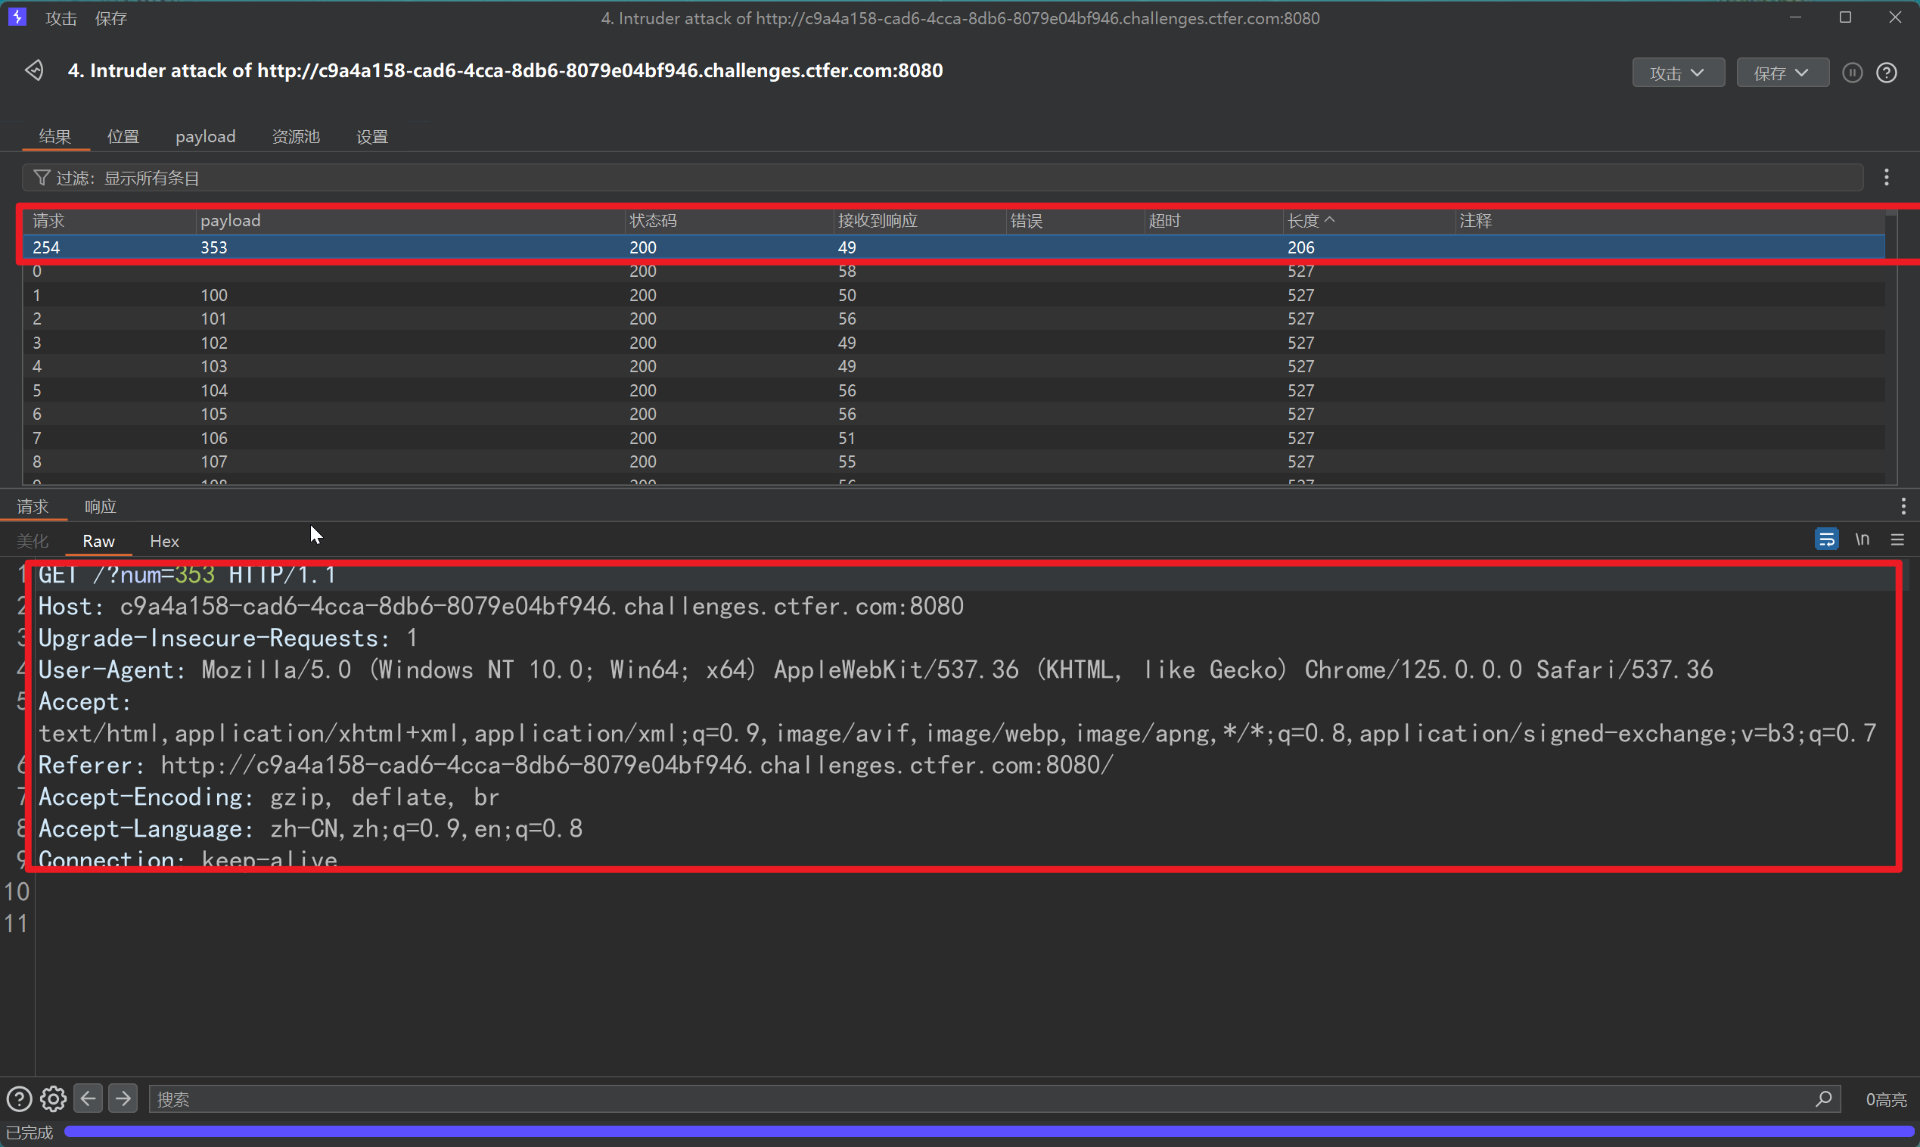 攻击 保存 4. Intruder attack of http://c9a4a158-cad6-4cca-8db6-8079e04bf946.challenges.ctfer.com:8080
4. Intruder attack of http://c9a4a158-cad6-4cca-8db6-8079e04bf946.challenges.ctfer.com:8080 攻击 保存
结果 位置 payload 资源池 设置
过滤: 显示所有条目
请求 payload 状态码 接收到响应 错误 超时 长度 注释
254 353 200 49 206
0 200 58 527
1 100 200 50 527
2 101 200 56 527
3 102 200 49 527
4 103 200 49 527
5 104 200 56 527
6 105 200 56 527
7 106 200 51 527
8 107 200 55 527
9 108 200 56 527
请求 响应
美化 Raw Hex \n
1 GET /?num=353 HTTP/1.1
2 Host: c9a4a158-cad6-4cca-8db6-8079e04bf946.challenges.ctfer.com:8080
3 Upgrade-Insecure-Requests: 1
4 User-Agent: Mozilla/5.0 (Windows NT 10.0; Win64; x64) AppleWebKit/537.36 (KHTML, like Gecko) Chrome/125.0.0.0 Safari/537.36
5 Accept:
text/html,application/xhtml+xml,application/xml;q=0.9,image/avif,image/webp,image/apng,*/*;q=0.8,application/signed-exchange;v=b3;q=0.7
6 Referer: http://c9a4a158-cad6-4cca-8db6-8079e04bf946.challenges.ctfer.com:8080/
7 Accept-Encoding: gzip, deflate, br
8 Accept-Language: zh-CN,zh;q=0.9,en;q=0.8
9 Connection: keep-alive
10
11
搜索 0高亮
已完成